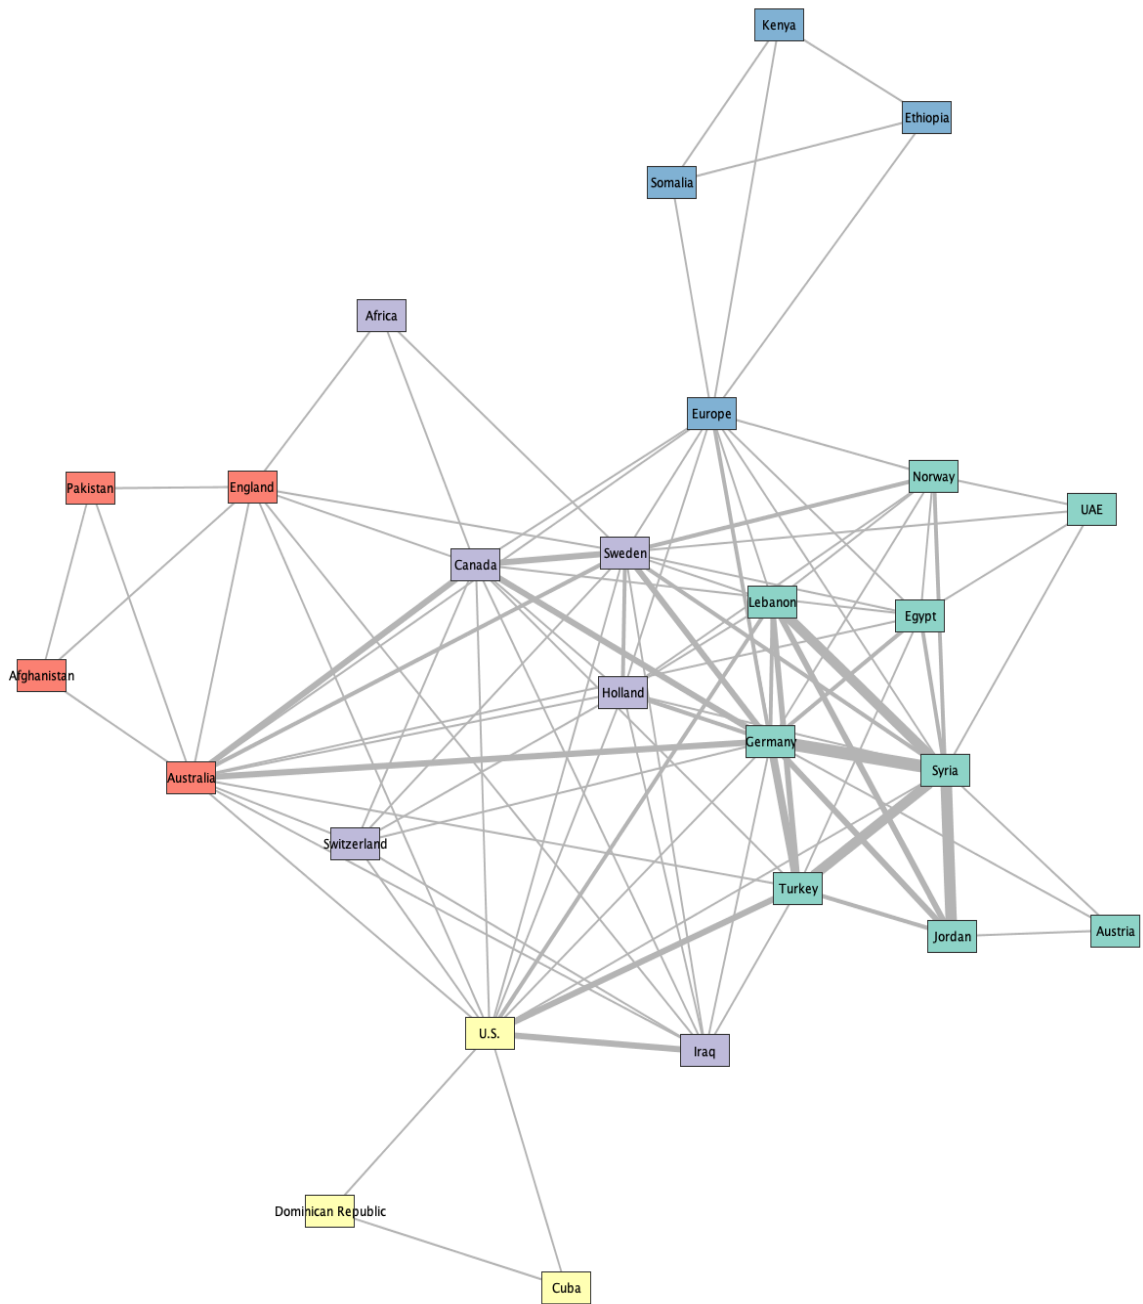 Kenya
Ethiopia
Somalia
Africa
Europe
Norway
Pakistan
England
UAE
Sweden
Canada
Lebanon
Egypt
Afghanistan
Holland
Germany
Syria
Australia
Switzerland
Turkey
Austria
Jordan
U.S.
Iraq
Dominican Republic
Cuba